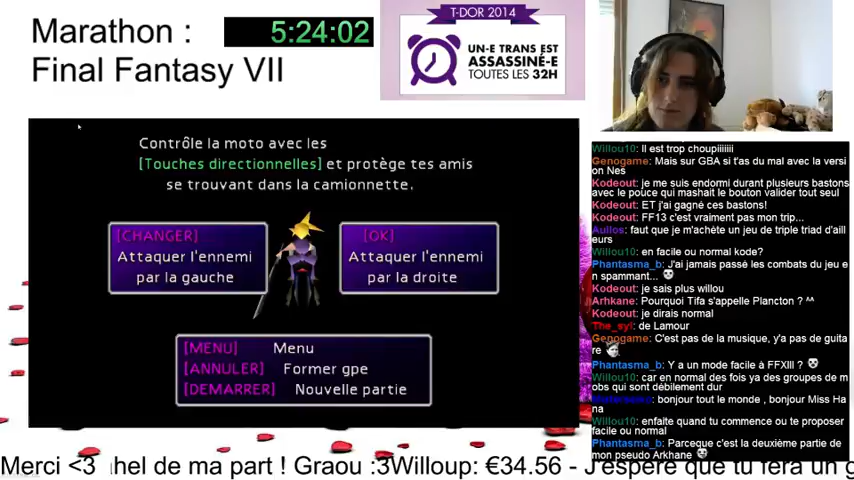 Marathon :
5:24:02
Final Fantasy VII
T-DOR 2014
UN-E TRANS EST
ASSASSINÉ-E
TOUTES LES 32H
Contrôle la moto avec les
[Touches directionnelles] et protège tes amis
se trouvant dans la camionnette.
[CHANGER]
Attaquer l'ennemi
par la gauche
[OK]
Attaquer l'ennemi
par la droite
[MENU] Menu
[ANNULER] Former gpe
[DEMARRER] Nouvelle partie
Willou10: Il est trop choupiiiiiii
Genogame: Mais sur GBA si t'as du mal avec la versi
on Nes
Kodeout: je me suis endormi durant plusieurs bastons
avec le pouce qui mashait le bouton valider tout seul
Kodeout: ET j'ai gagné ces bastons!
Kodeout: FF13 c'est vraiment pas mon trip...
Aulios: faut que je m'achète un jeu de triple triad d'aill
eurs
Willou10: en facile ou normal kode?
Phantasma_b: J'ai jamais passé les combats du jeu e
n spammant...
Kodeout: je sais plus willou
Arhkane: Pourquoi Tifa s'appelle Plancton ? ^^
Kodeout: je dirais normal
The_syl: de Lamour
Genogame: C'est pas de la musique, y'a pas de guita
re
Phantasma_b: Y a un mode facile à FFXIII ?
Willou10: car en normal des fois ya des groupes de m
obs qui sont débilement dur
bonjour tout le monde , bonjour Miss Ha
na
Willou10: enfaite quand tu commence ou te proposer
facile ou normal
Phantasma_b: Parceque c'est la deuxième partie de
mon pseudo Arkhane
Merci <3 hel de ma part ! Graou :3Willoup: €34.56 - J'espère que tu fera un g